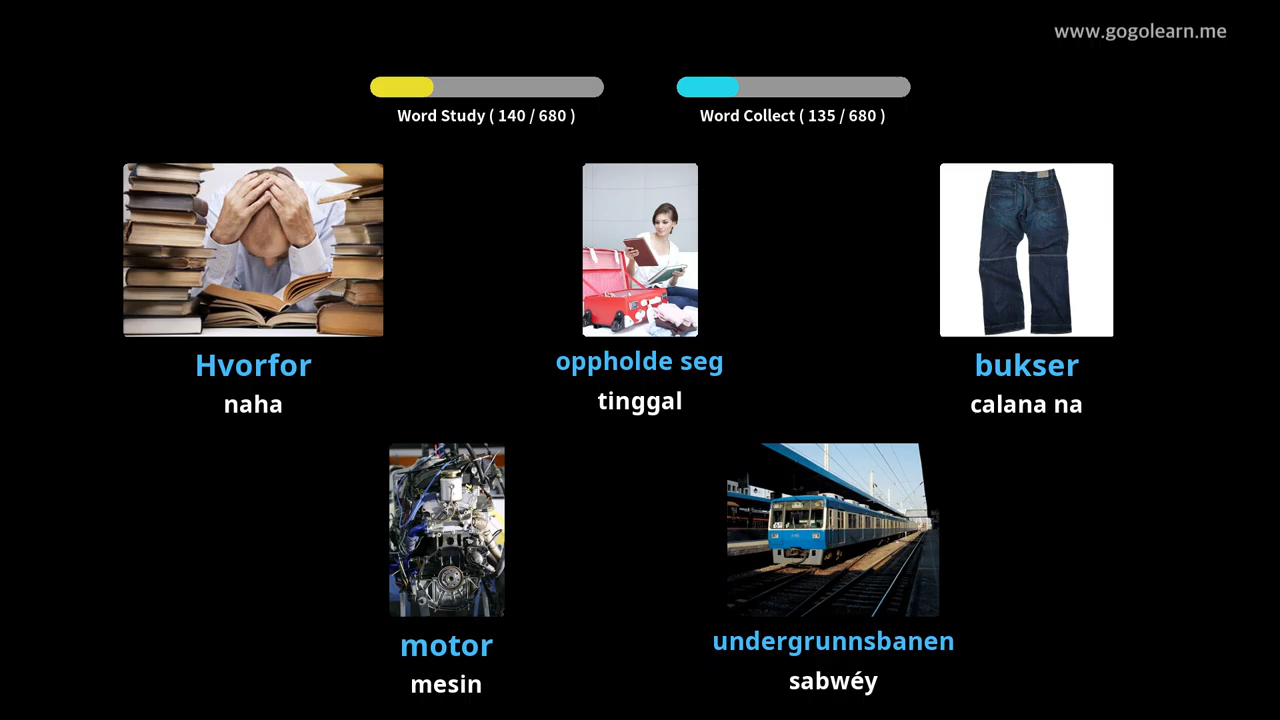 www.gogolearn.me
Word Study ( 140 / 680 )
Word Collect ( 135 / 680 )
Hvorfor
naha
oppholde seg
tinggal
bukser
calana na
motor
mesin
undergrunnsbanen
sabwéy